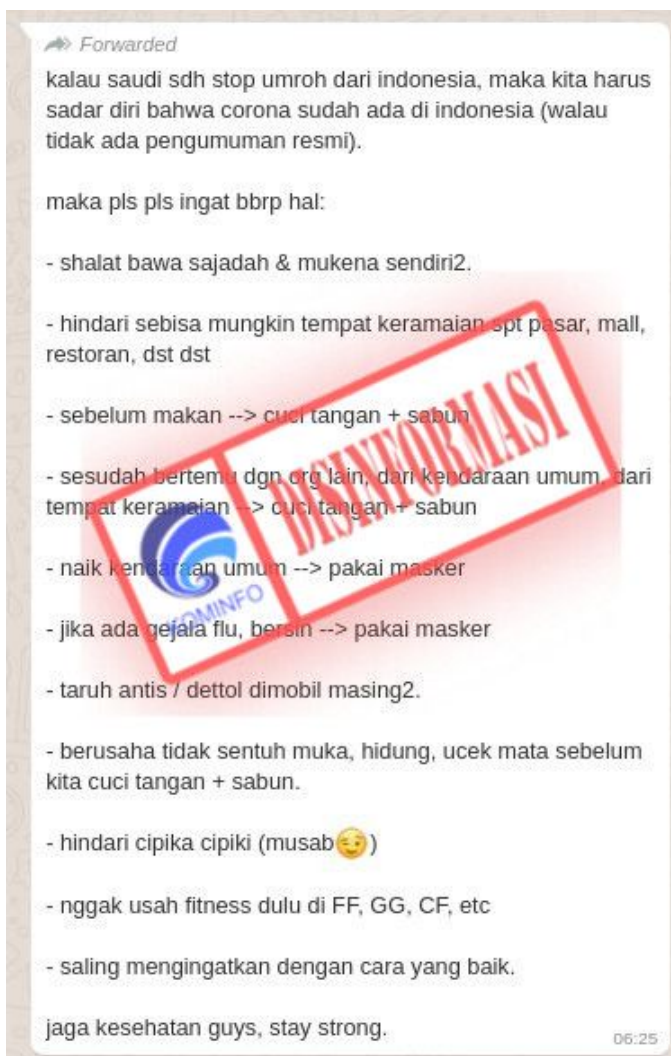 Forwarded
kalau saudi sdh stop umroh dari indonesia, maka kita harus
sadar diri bahwa corona sudah ada di indonesia (walau
tidak ada pengumuman resmi).
maka pls pls ingat bbrp hal:
- shalat bawa sajadah & mukena sendiri2.
- hindari sebisa mungkin tempat keramaian spt pasar, mall,
restoran, dst dst
- sebelum makan --> cuci tangan + sabun
- sesudah bertemu dgn org lain, dari kendaraan umum, dari
tempat keramaian --> cuci tangan + sabun
- naik kendaraan umum --> pakai masker
- jika ada gejala flu, bersin --> pakai masker
- taruh antis / dettol dimobil masing2.
- berusaha tidak sentuh muka, hidung, ucek mata sebelum
kita cuci tangan + sabun.
- hindari cipika cipiki (musab😏)
- nggak usah fitness dulu di FF, GG, CF, etc
- saling mengingatkan dengan cara yang baik.
jaga kesehatan guys, stay strong.
06:25
DISINFORMASI
KOMINFO